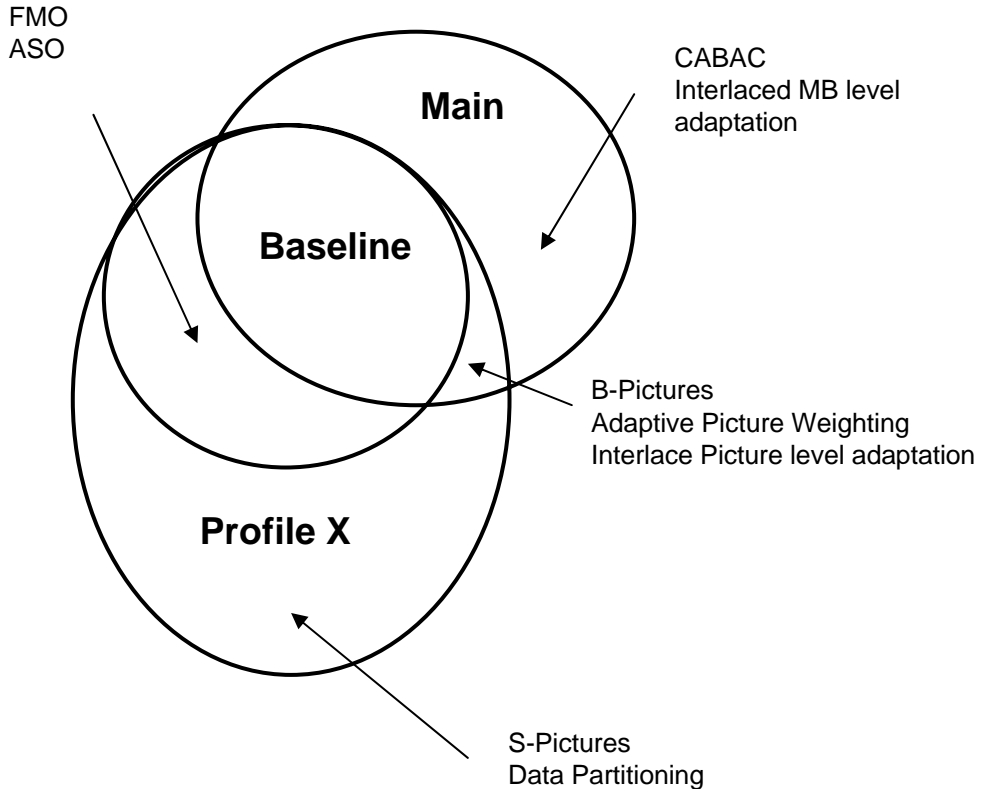 FMO
ASO
Main
CABAC
Interlaced MB level
adaptation
Baseline
B-Pictures
Adaptive Picture Weighting
Interlace Picture level adaptation
Profile X
S-Pictures
Data Partitioning